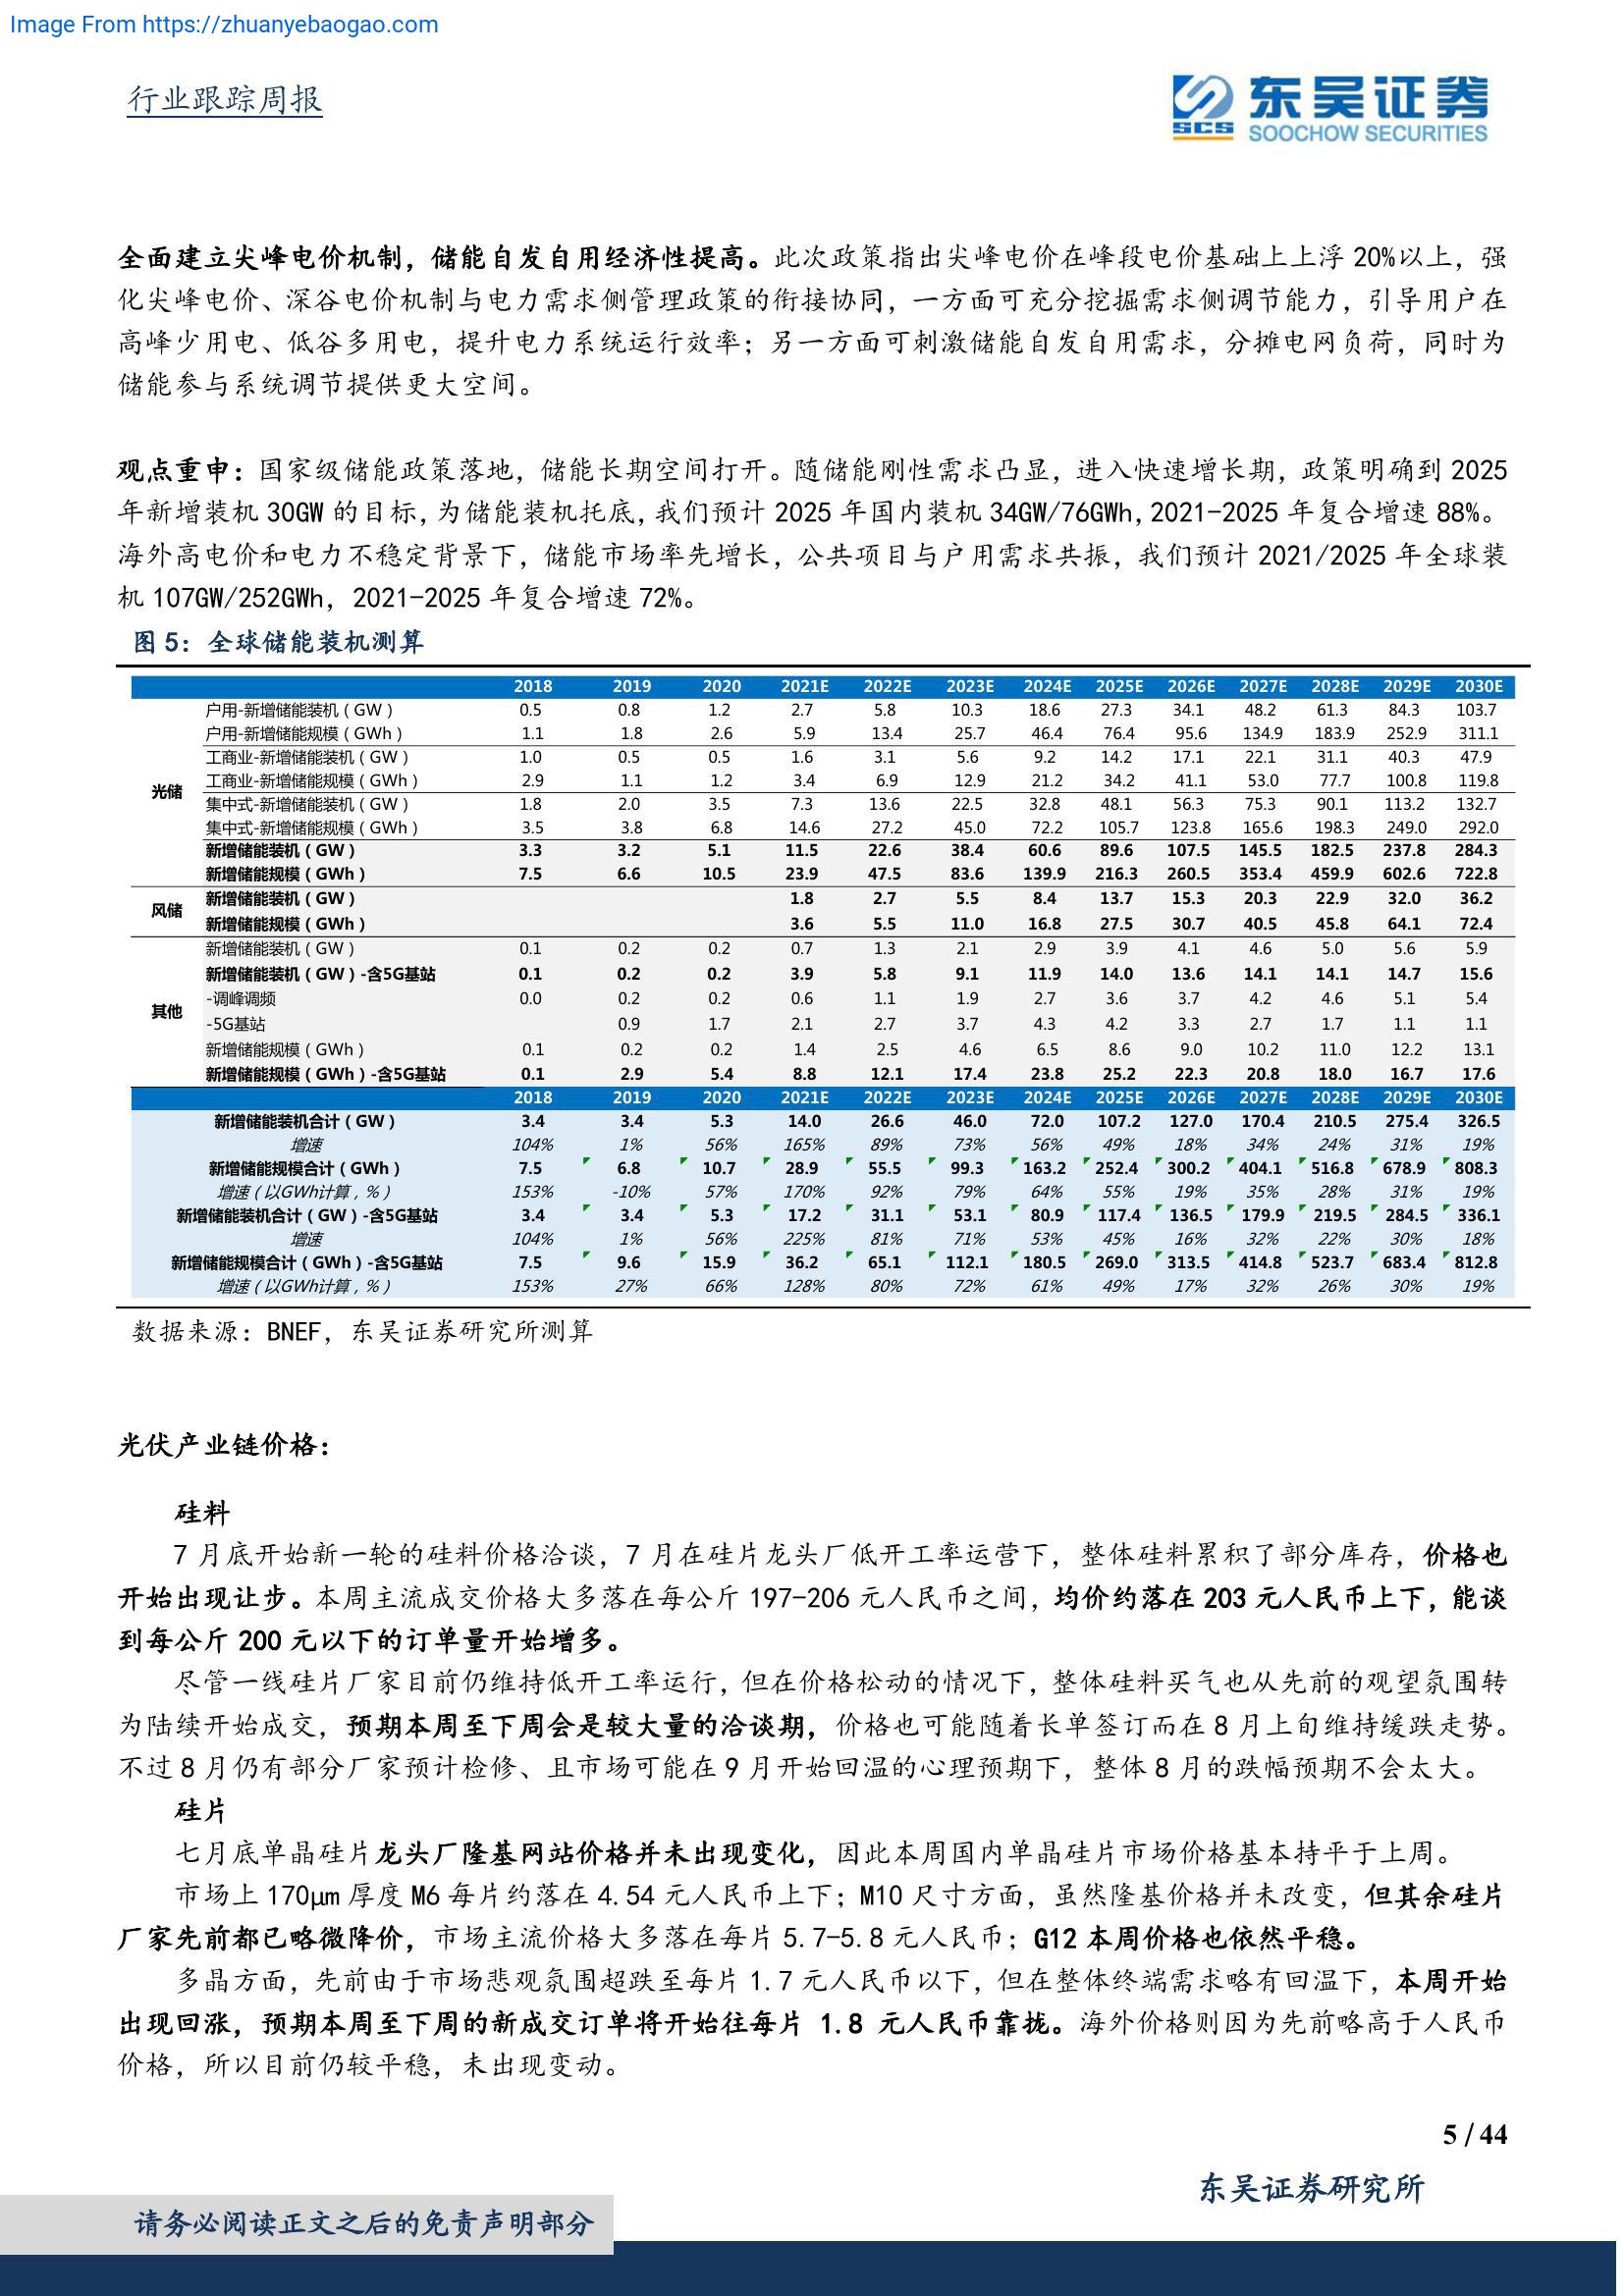 Image From https://zhuanyebaogao.com
行业跟踪周报
SCS
东吴证券
SOOCHOW SECURITIES
全面建立尖峰电价机制，储能自发自用经济性提高。此次政策指出尖峰电价在峰段电价基础上上浮 20%以上，强
化尖峰电价、深谷电价机制与电力需求侧管理政策的衔接协同，一方面可充分挖掘需求侧调节能力，引导用户在
高峰少用电、低谷多用电，提升电力系统运行效率；另一方面可刺激储能自发自用需求，分摊电网负荷，同时为
储能参与系统调节提供更大空间。
观点重申：国家级储能政策落地，储能长期空间打开。随储能刚性需求凸显，进入快速增长期，政策明确到 2025
年新增装机 30GW 的目标，为储能装机托底，我们预计 2025 年国内装机 34GW/76GWh，2021-2025 年复合增速 88%。
海外高电价和电力不稳定背景下，储能市场率先增长，公共项目与户用需求共振，我们预计 2021/2025 年全球装
机 107GW/252GWh，2021-2025 年复合增速 72%。
图 5：全球储能装机测算
2018 2019 2020 2021E 2022E 2023E 2024E 2025E 2026E 2027E 2028E 2029E 2030E
户用-新增储能装机（GW） 0.5 0.8 1.2 2.7 5.8 10.3 18.6 27.3 34.1 48.2 61.3 84.3 103.7
户用-新增储能规模（GWh） 1.1 1.8 2.6 5.9 13.4 25.7 46.4 76.4 95.6 134.9 183.9 252.9 311.1
工商业-新增储能装机（GW） 1.0 0.5 0.5 1.6 3.1 5.6 9.2 14.2 17.1 22.1 31.1 40.3 47.9
工商业-新增储能规模（GWh） 2.9 1.1 1.2 3.4 6.9 12.9 21.2 34.2 41.1 53.0 77.7 100.8 119.8
光储
集中式-新增储能装机（GW） 1.8 2.0 3.5 7.3 13.6 22.5 32.8 48.1 56.3 75.3 90.1 113.2 132.7
集中式-新增储能规模（GWh） 3.5 3.8 6.8 14.6 27.2 45.0 72.2 105.7 123.8 165.6 198.3 249.0 292.0
新增储能装机（GW） 3.3 3.2 5.1 11.5 22.6 38.4 60.6 89.6 107.5 145.5 182.5 237.8 284.3
新增储能规模（GWh） 7.5 6.6 10.5 23.9 47.5 83.6 139.9 216.3 260.5 353.4 459.9 602.6 722.8
风储
新增储能装机（GW） 1.8 2.7 5.5 8.4 13.7 15.3 20.3 22.9 32.0 36.2
新增储能规模（GWh） 3.6 5.5 11.0 16.8 27.5 30.7 40.5 45.8 64.1 72.4
新增储能装机（GW） 0.1 0.2 0.2 0.7 1.3 2.1 2.9 3.9 4.1 4.6 5.0 5.6 5.9
新增储能装机（GW）-含5G基站 0.1 0.2 0.2 3.9 5.8 9.1 11.9 14.0 13.6 14.1 14.1 14.7 15.6
其他
-调峰调频 0.0 0.2 0.2 0.6 1.1 1.9 2.7 3.6 3.7 4.2 4.6 5.1 5.4
-5G基站 0.9 1.7 2.1 2.7 3.7 4.3 4.2 3.3 2.7 1.7 1.1 1.1
新增储能规模（GWh） 0.1 0.2 0.2 1.4 2.5 4.6 6.5 8.6 9.0 10.2 11.0 12.2 13.1
新增储能规模（GWh）-含5G基站 0.1 2.9 5.4 8.8 12.1 17.4 23.8 25.2 22.3 20.8 18.0 16.7 17.6
2018 2019 2020 2021E 2022E 2023E 2024E 2025E 2026E 2027E 2028E 2029E 2030E
新增储能装机合计（GW） 3.4 3.4 5.3 14.0 26.6 46.0 72.0 107.2 127.0 170.4 210.5 275.4 326.5
增速 104% 1% 56% 165% 89% 73% 56% 49% 18% 34% 24% 31% 19%
新增储能规模合计（GWh） 7.5 6.8 10.7 28.9 55.5 99.3 163.2 252.4 300.2 404.1 516.8 678.9 808.3
增速（以GWh计算，%） 153% -10% 57% 170% 92% 79% 64% 55% 19% 35% 28% 31% 19%
新增储能装机合计（GW）-含5G基站 3.4 3.4 5.3 17.2 31.1 53.1 80.9 117.4 136.5 179.9 219.5 284.5 336.1
增速 104% 1% 56% 225% 81% 71% 53% 45% 16% 32% 22% 30% 18%
新增储能规模合计（GWh）-含5G基站 7.5 9.6 15.9 36.2 65.1 112.1 180.5 269.0 313.5 414.8 523.7 683.4 812.8
增速（以GWh计算，%） 153% 27% 66% 128% 80% 72% 61% 49% 17% 32% 26% 30% 19%
数据来源：BNEF，东吴证券研究所测算
光伏产业链价格：
硅料
7 月底开始新一轮的硅料价格洽谈，7 月在硅片龙头厂低开工率运营下，整体硅料累积了部分库存，价格也
开始出现让步。本周主流成交价格大多落在每公斤 197-206 元人民币之间，均价约落在 203 元人民币上下，能谈
到每公斤 200 元以下的订单量开始增多。
尽管一线硅片厂家目前仍维持低开工率运行，但在价格松动的情况下，整体硅料买气也从先前的观望氛围转
为陆续开始成交，预期本周至下周会是较大量的洽谈期，价格也可能随着长单签订而在 8 月上旬维持缓跌走势。
不过 8 月仍有部分厂家预计检修、且市场可能在 9 月开始回温的心理预期下，整体 8 月的跌幅预期不会太大。
硅片
七月底单晶硅片龙头厂隆基网站价格并未出现变化，因此本周国内单晶硅片市场价格基本持平于上周。
市场上 170μm 厚度 M6 每片约落在 4.54 元人民币上下；M10 尺寸方面，虽然隆基价格并未改变，但其余硅片
厂家先前都已略微降价，市场主流价格大多落在每片 5.7-5.8 元人民币；G12 本周价格也依然平稳。
多晶方面，先前由于市场悲观氛围超跌至每片 1.7 元人民币以下，但在整体终端需求略有回温下，本周开始
出现回涨，预期本周至下周的新成交订单将开始往每片 1.8 元人民币靠拢。海外价格则因为先前略高于人民币
价格，所以目前仍较平稳，未出现变动。
5 / 44
东吴证券研究所
请务必阅读正文之后的免责声明部分